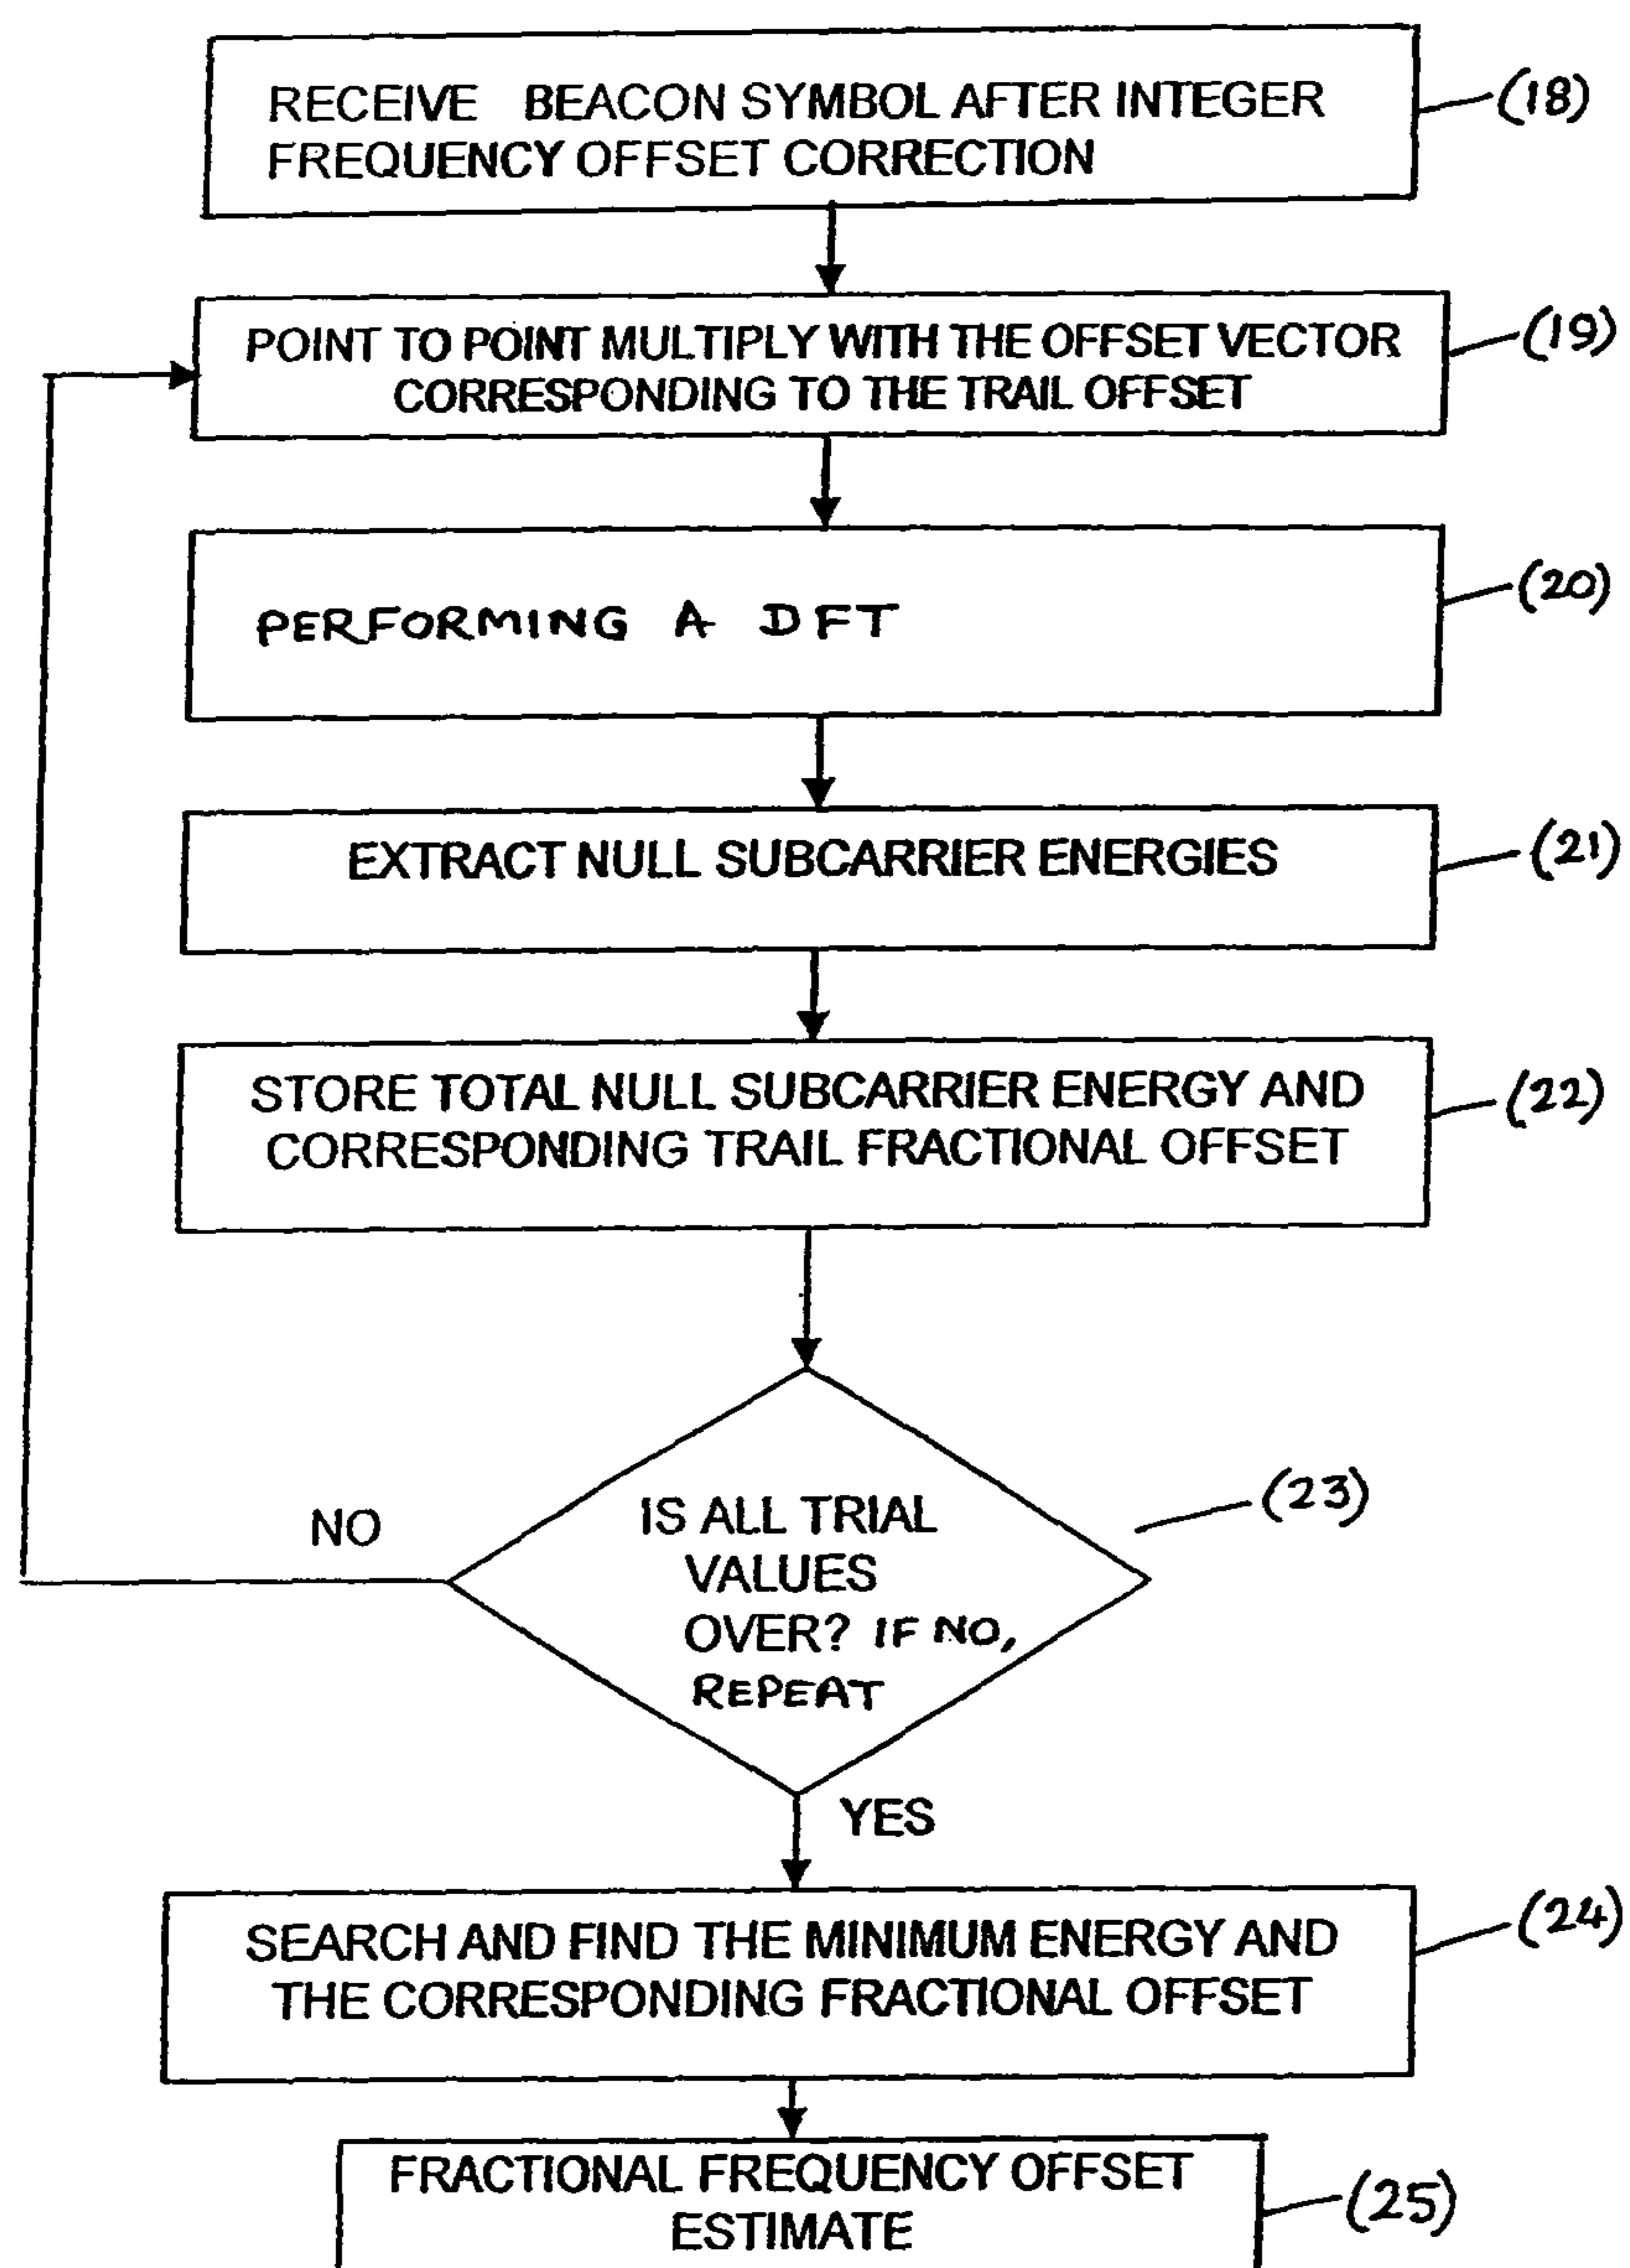 RECEIVE BEACON SYMBOL AFTER INTEGER
FREQUENCY OFFSET CORRECTION
(18)
POINT TO POINT MULTIPLY WITH THE OFFSET VECTOR
CORRESPONDING TO THE TRAIL OFFSET
(19)
PERFORMING A DFT
(20)
EXTRACT NULL SUBCARRIER ENERGIES
(21)
STORE TOTAL NULL SUBCARRIER ENERGY AND
CORRESPONDING TRAIL FRACTIONAL OFFSET
(22)
NO
IS ALL TRIAL
VALUES
OVER? IF NO,
REPEAT
(23)
YES
SEARCH AND FIND THE MINIMUM ENERGY AND
THE CORRESPONDING FRACTIONAL OFFSET
(24)
FRACTIONAL FREQUENCY OFFSET
ESTIMATE
(25)